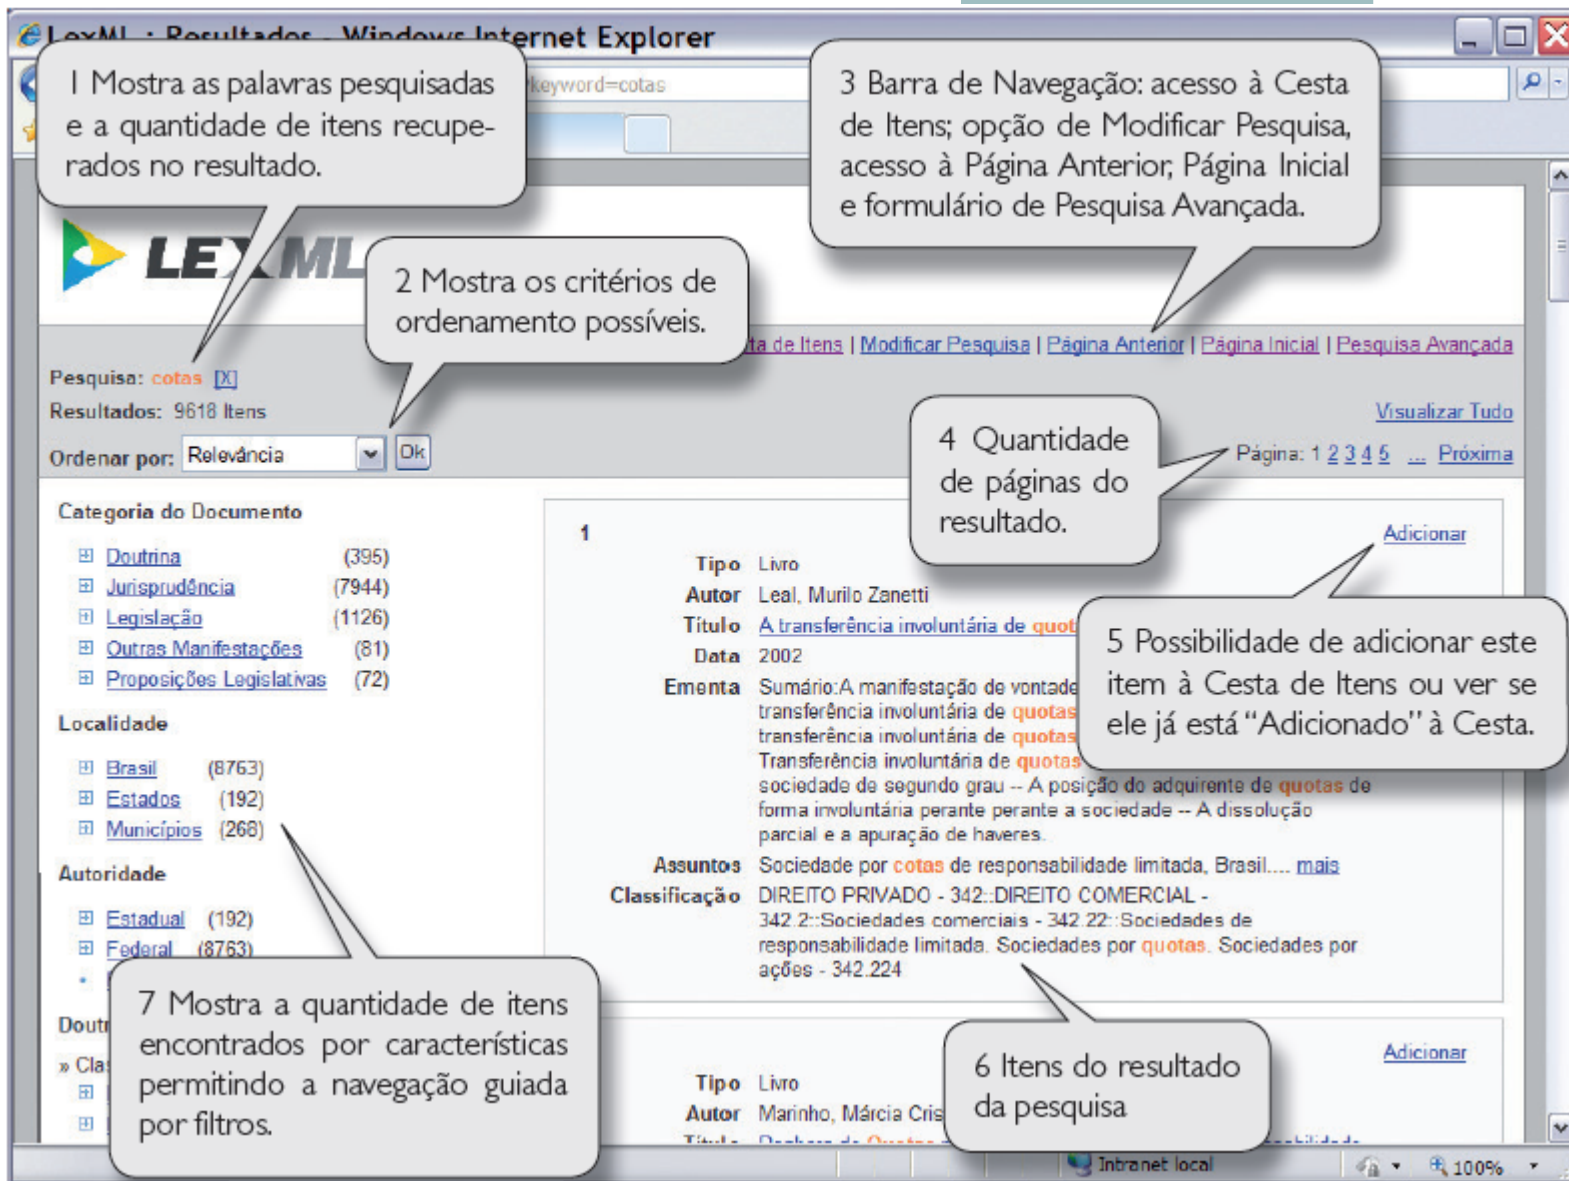 LexML : Resultados - Windows Internet Explorer
keyword=cotas
1 Mostra as palavras pesquisadas
e a quantidade de itens recupe-
rados no resultado.
3 Barra de Navegação: acesso à Cesta
de Itens; opção de Modificar Pesquisa,
acesso à Página Anterior, Página Inicial
e formulário de Pesquisa Avançada.
LEXML
2 Mostra os critérios de
ordenamento possíveis.
de Itens | Modificar Pesquisa | Página Anterior | Página Inicial | Pesquisa Avançada
Pesquisa: cotas [X]
Resultados: 9618 Itens
Visualizar Tudo
Ordenar por: Relevância Ok
4 Quantidade
de páginas do
resultado.
Página: 1 2 3 4 5 ... Próxima
Categoria do Documento
Doutrina (395)
Jurisprudência (7944)
Legislação (1126)
Outras Manifestações (81)
Proposições Legislativas (72)
Localidade
Brasil (8763)
Estados (192)
Municípios (268)
Autoridade
Estadual (192)
Federal (8763)
1 Adicionar
Tipo Livro
Autor Leal, Murilo Zanetti
Título A transferência involuntária de
Data 2002
Ementa Sumário:A manifestação de vontade
transferência involuntária de quotas
transferência involuntária de quotas
Transferência involuntária de quotas
sociedade de segundo grau -- A posição do adquirente de quotas de
forma involuntária perante perante a sociedade -- A dissolução
parcial e a apuração de haveres.
Assuntos Sociedade por cotas de responsabilidade limitada, Brasil.... mais
Classificação DIREITO PRIVADO - 342::DIREITO COMERCIAL -
342.2::Sociedades comerciais - 342.22::Sociedades de
responsabilidade limitada. Sociedades por quotas. Sociedades por
ações - 342.224
5 Possibilidade de adicionar este
item à Cesta de Itens ou ver se
ele já está “Adicionado” à Cesta.
7 Mostra a quantidade de itens
encontrados por características
permitindo a navegação guiada
por filtros.
6 Itens do resultado
da pesquisa
Adicionar
Tipo Livro
Autor Marinho, Márcia
Intranet local
100%